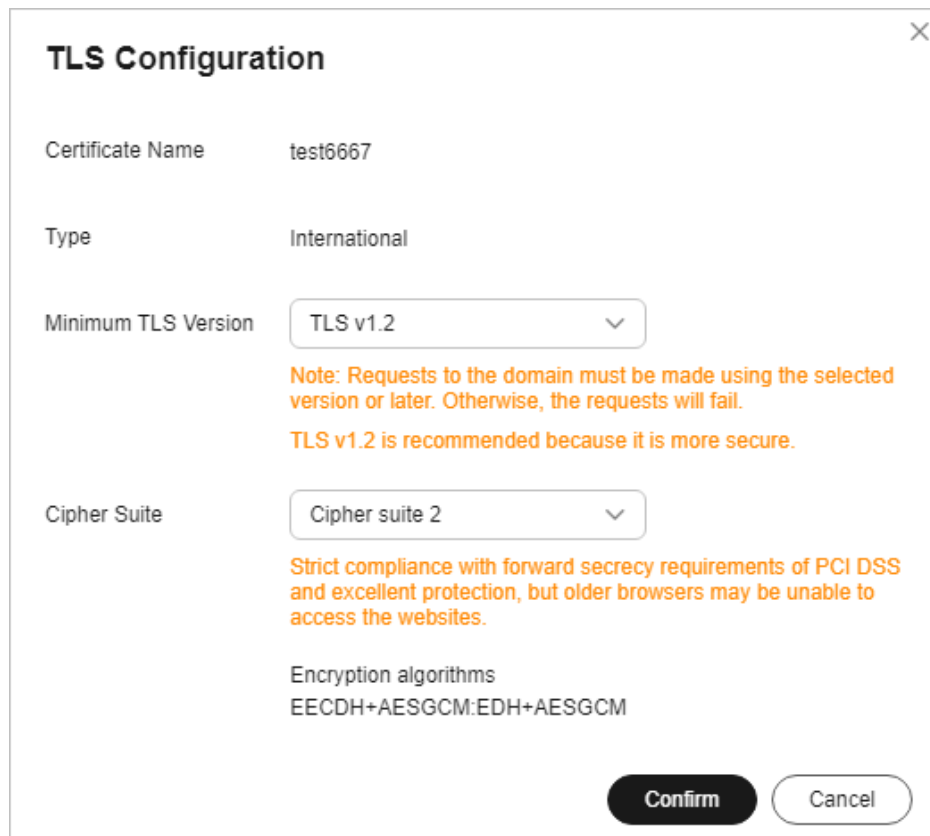 TLS Configuration
Certificate Name
test6667
Type
International
Minimum TLS Version
TLS v1.2
Note: Requests to the domain must be made using the selected
version or later. Otherwise, the requests will fail.
TLS v1.2 is recommended because it is more secure.
Cipher Suite
Cipher suite 2
Strict compliance with forward secrecy requirements of PCI DSS
and excellent protection, but older browsers may be unable to
access the websites.
Encryption algorithms
EECDH+AESGCM:EDH+AESGCM
Confirm
Cancel